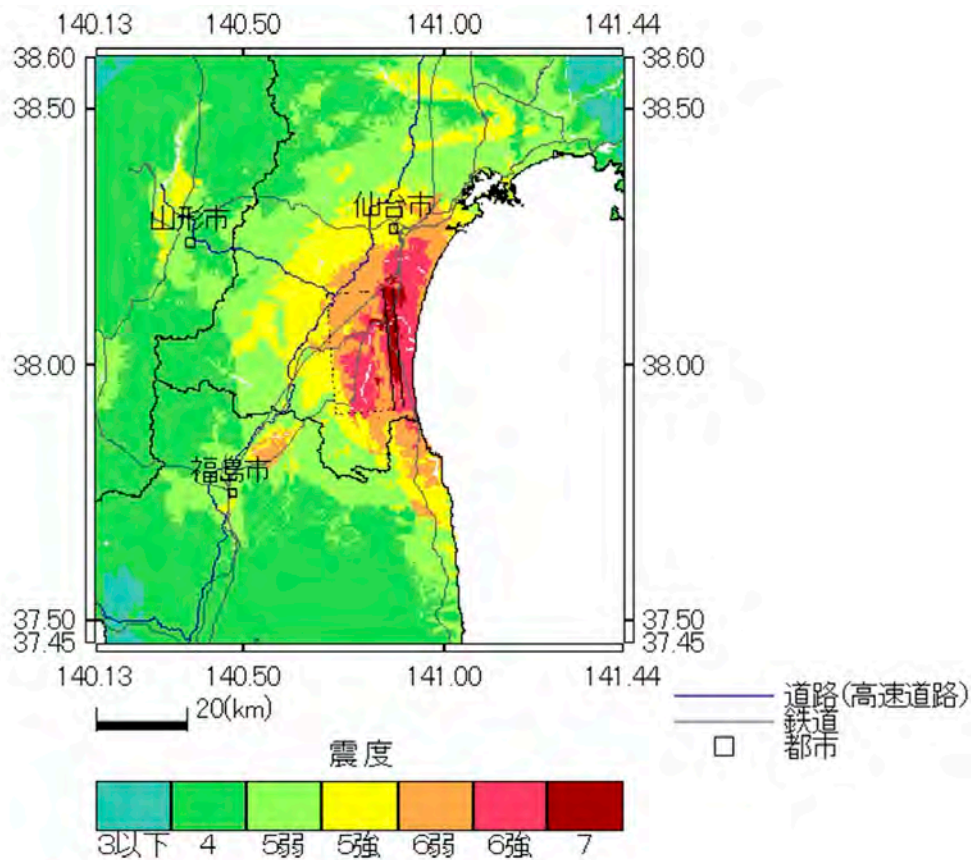 140.13 140.50 141.00 141.44
38.60 38.60
38.50 38.50
仙台市
山形市
38.00 38.00
福島市
37.50 37.50
37.45 37.45
140.13 140.50 141.00 141.44
20(km)
道路(高速道路)
鉄道
都市
震度
3以下 4 5弱 5強 6弱 6強 7